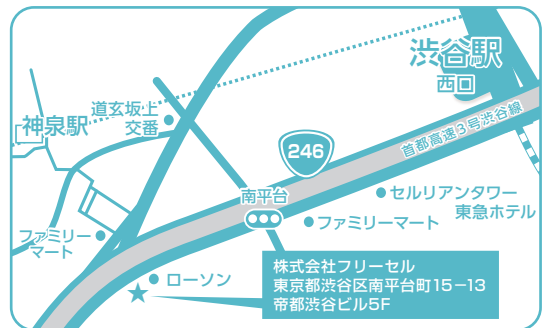 渋谷駅
西口
道玄坂上
交番
神泉駅
246
首都高速3号渋谷線
南平台
セルリアンタワー
東急ホテル
ファミリーマート
ファミリー
マート
ローソン
株式会社フリーセル
東京都渋谷区南平台町15−13
帝都渋谷ビル5F